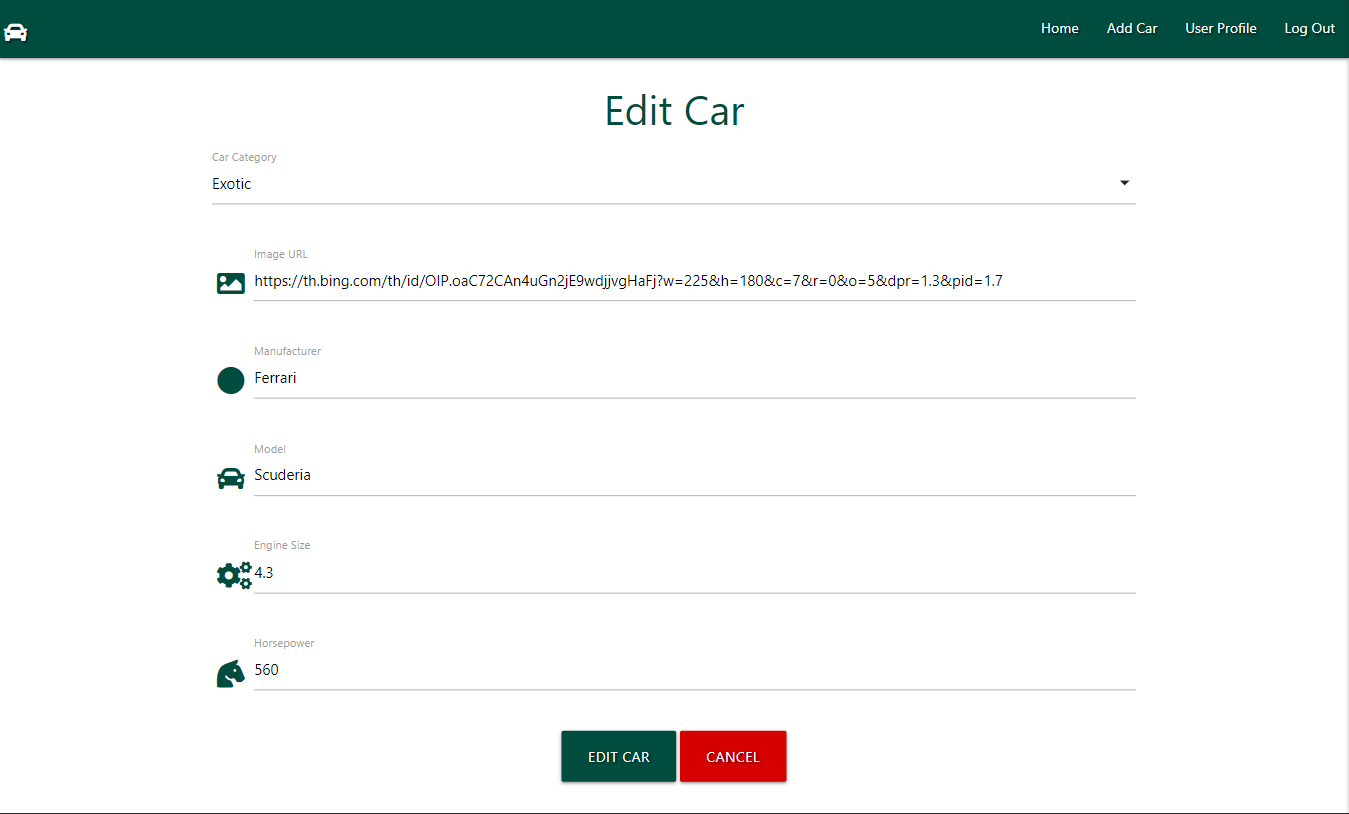 Home Add Car User Profile Log Out
Edit Car
Car Category
Exotic
Image URL
https://th.bing.com/th/id/OIP.oaC72CAn4uGn2jE9wdjjvgHaFj?w=225&h=180&c=7&r=0&o=5&dpr=1.3&pid=1.7
Manufacturer
Ferrari
Model
Scuderia
Engine Size
4.3
Horsepower
560
EDIT CAR CANCEL